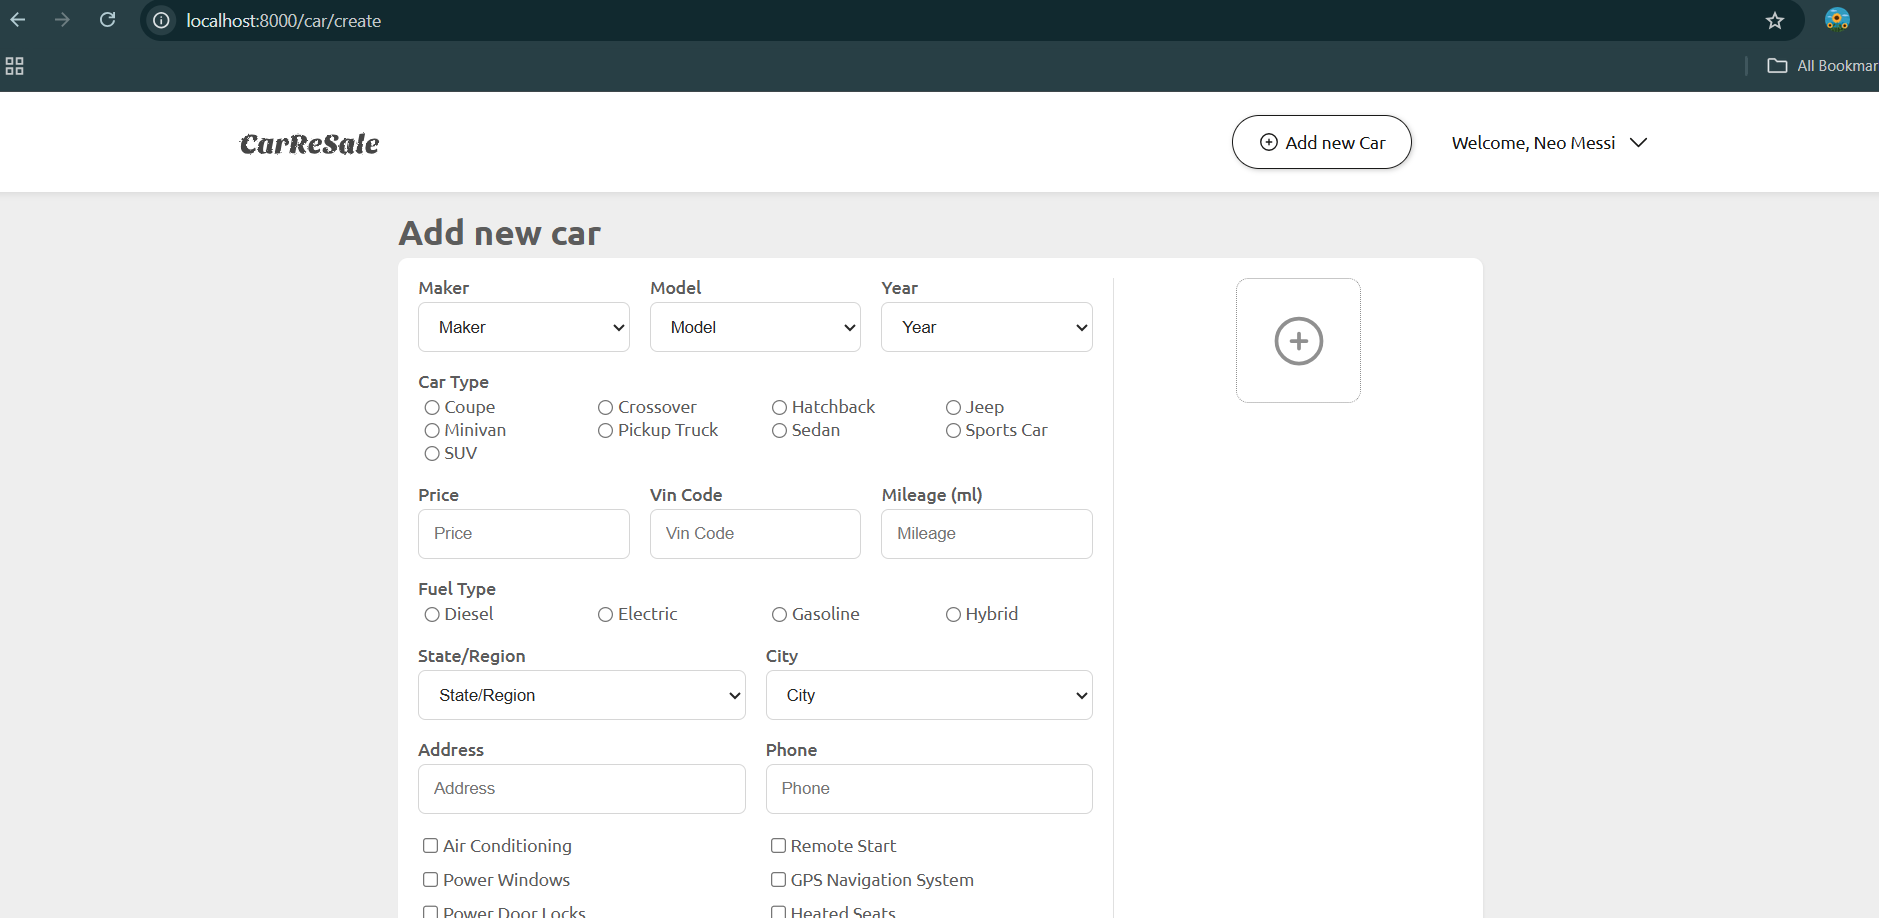 localhost:8000/car/create
All Bookmar
CarReSale
Add new Car
Welcome, Neo Messi
Add new car
Maker Model Year
Maker Model Year
Car Type
Coupe Crossover Hatchback Jeep
Minivan Pickup Truck Sedan Sports Car
SUV
Price Vin Code Mileage (ml)
Price Vin Code Mileage
Fuel Type
Diesel Electric Gasoline Hybrid
State/Region City
State/Region City
Address Phone
Address Phone
Air Conditioning Remote Start
Power Windows GPS Navigation System
Power Door Locks Heated Seats